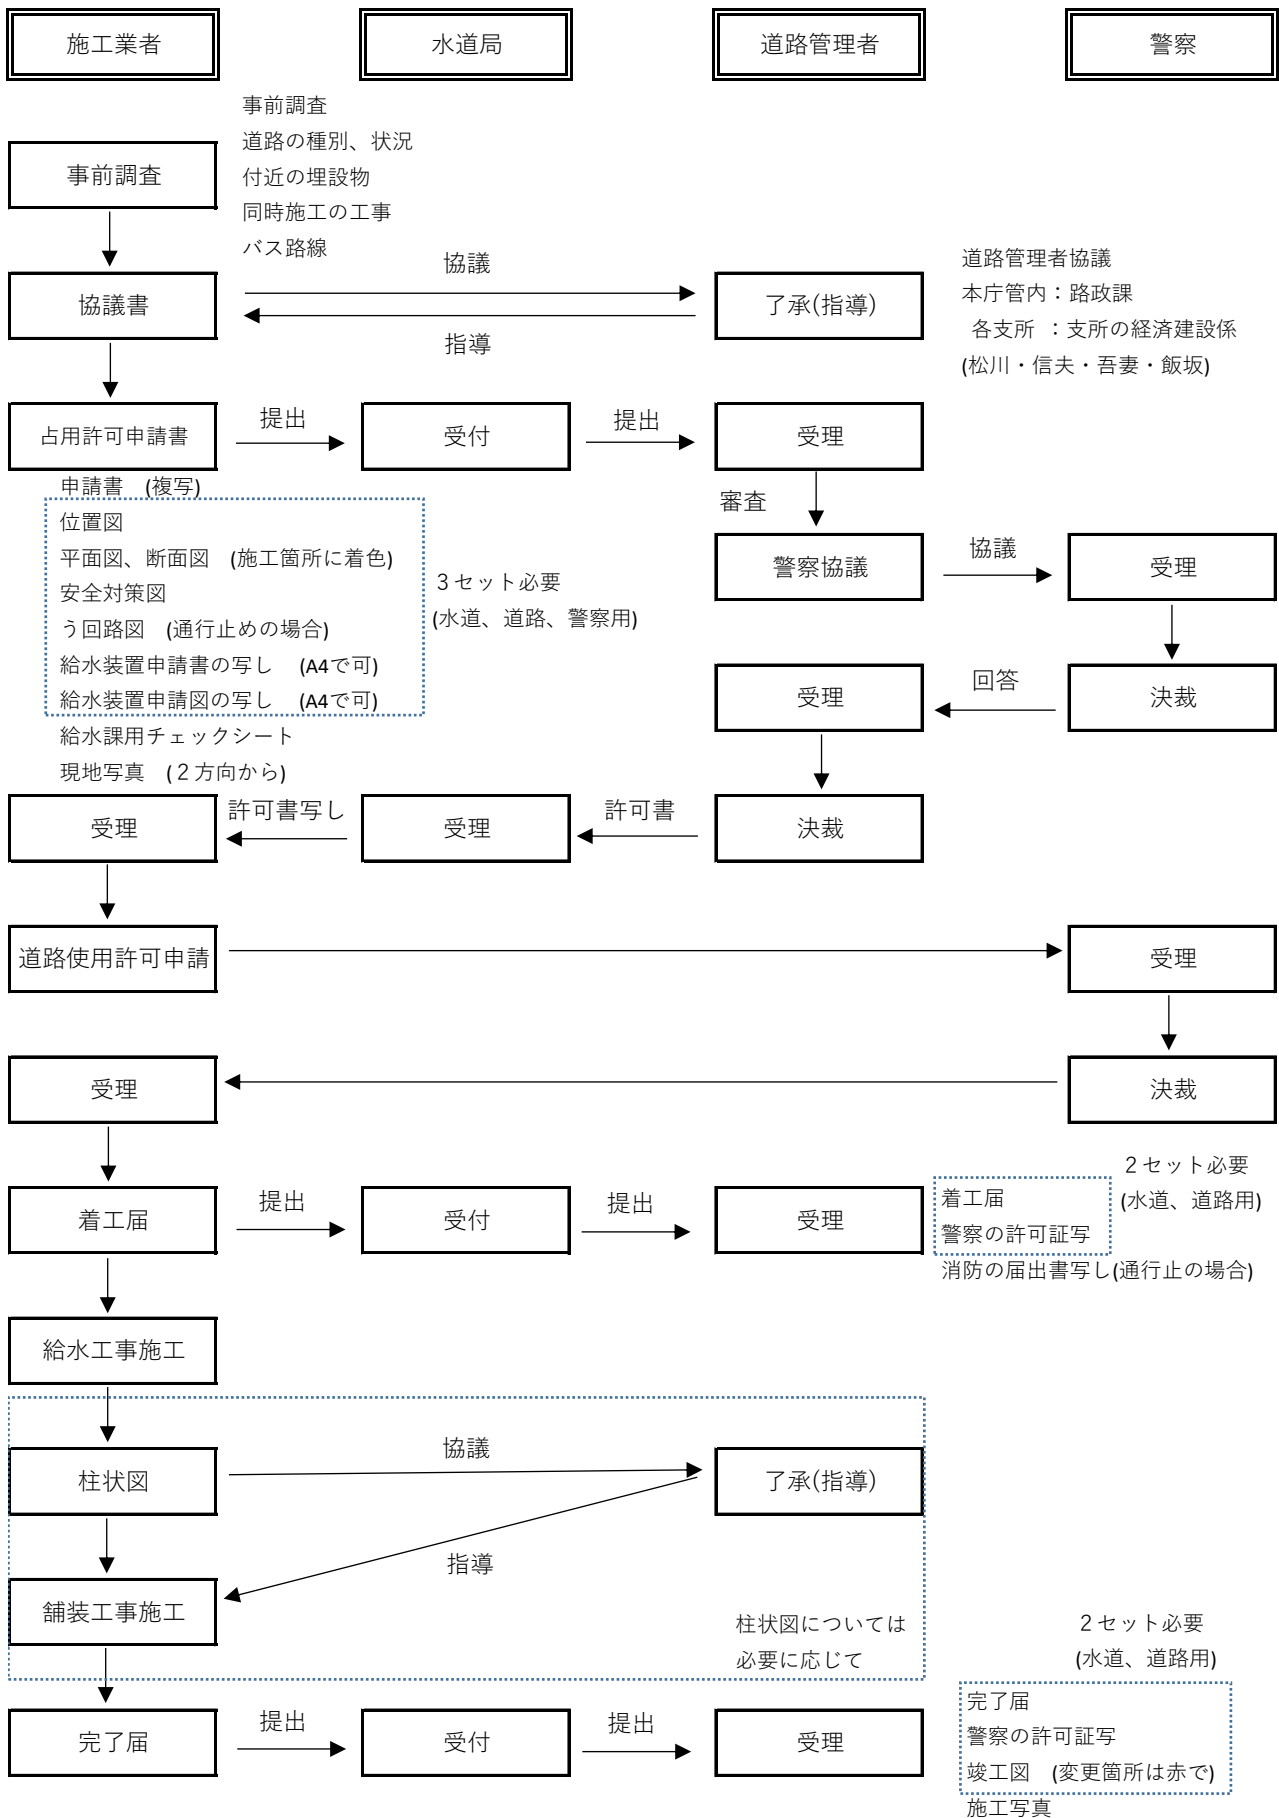 施工業者
水道局
道路管理者
警察
事前調査
事前調査
道路の種別、状況
付近の埋設物
同時施工の工事
バス路線
協議書
協議
指導
了承(指導)
道路管理者協議
本庁管内：路政課
各支所 ：支所の経済建設係
(松川・信夫・吾妻・飯坂)
占用許可申請書
提出
受付
提出
受理
申請書 (複写)
位置図
平面図、断面図 (施工箇所に着色)
安全対策図
う回路図 (通行止めの場合)
給水装置申請書の写し (A4で可)
給水装置申請図の写し (A4で可)
給水課用チェックシート
現地写真 (２方向から)
３セット必要
(水道、道路、警察用)
審査
警察協議
協議
受理
受理
回答
決裁
受理
許可書写し
受理
許可書
決裁
道路使用許可申請
受理
受理
決裁
着工届
提出
受付
提出
受理
２セット必要
(水道、道路用)
着工届
警察の許可証写
消防の届出書写し(通行止の場合)
給水工事施工
柱状図
協議
了承(指導)
指導
舗装工事施工
柱状図については
必要に応じて
２セット必要
(水道、道路用)
完了届
提出
受付
提出
受理
完了届
警察の許可証写
竣工図 (変更箇所は赤で)
施工写真